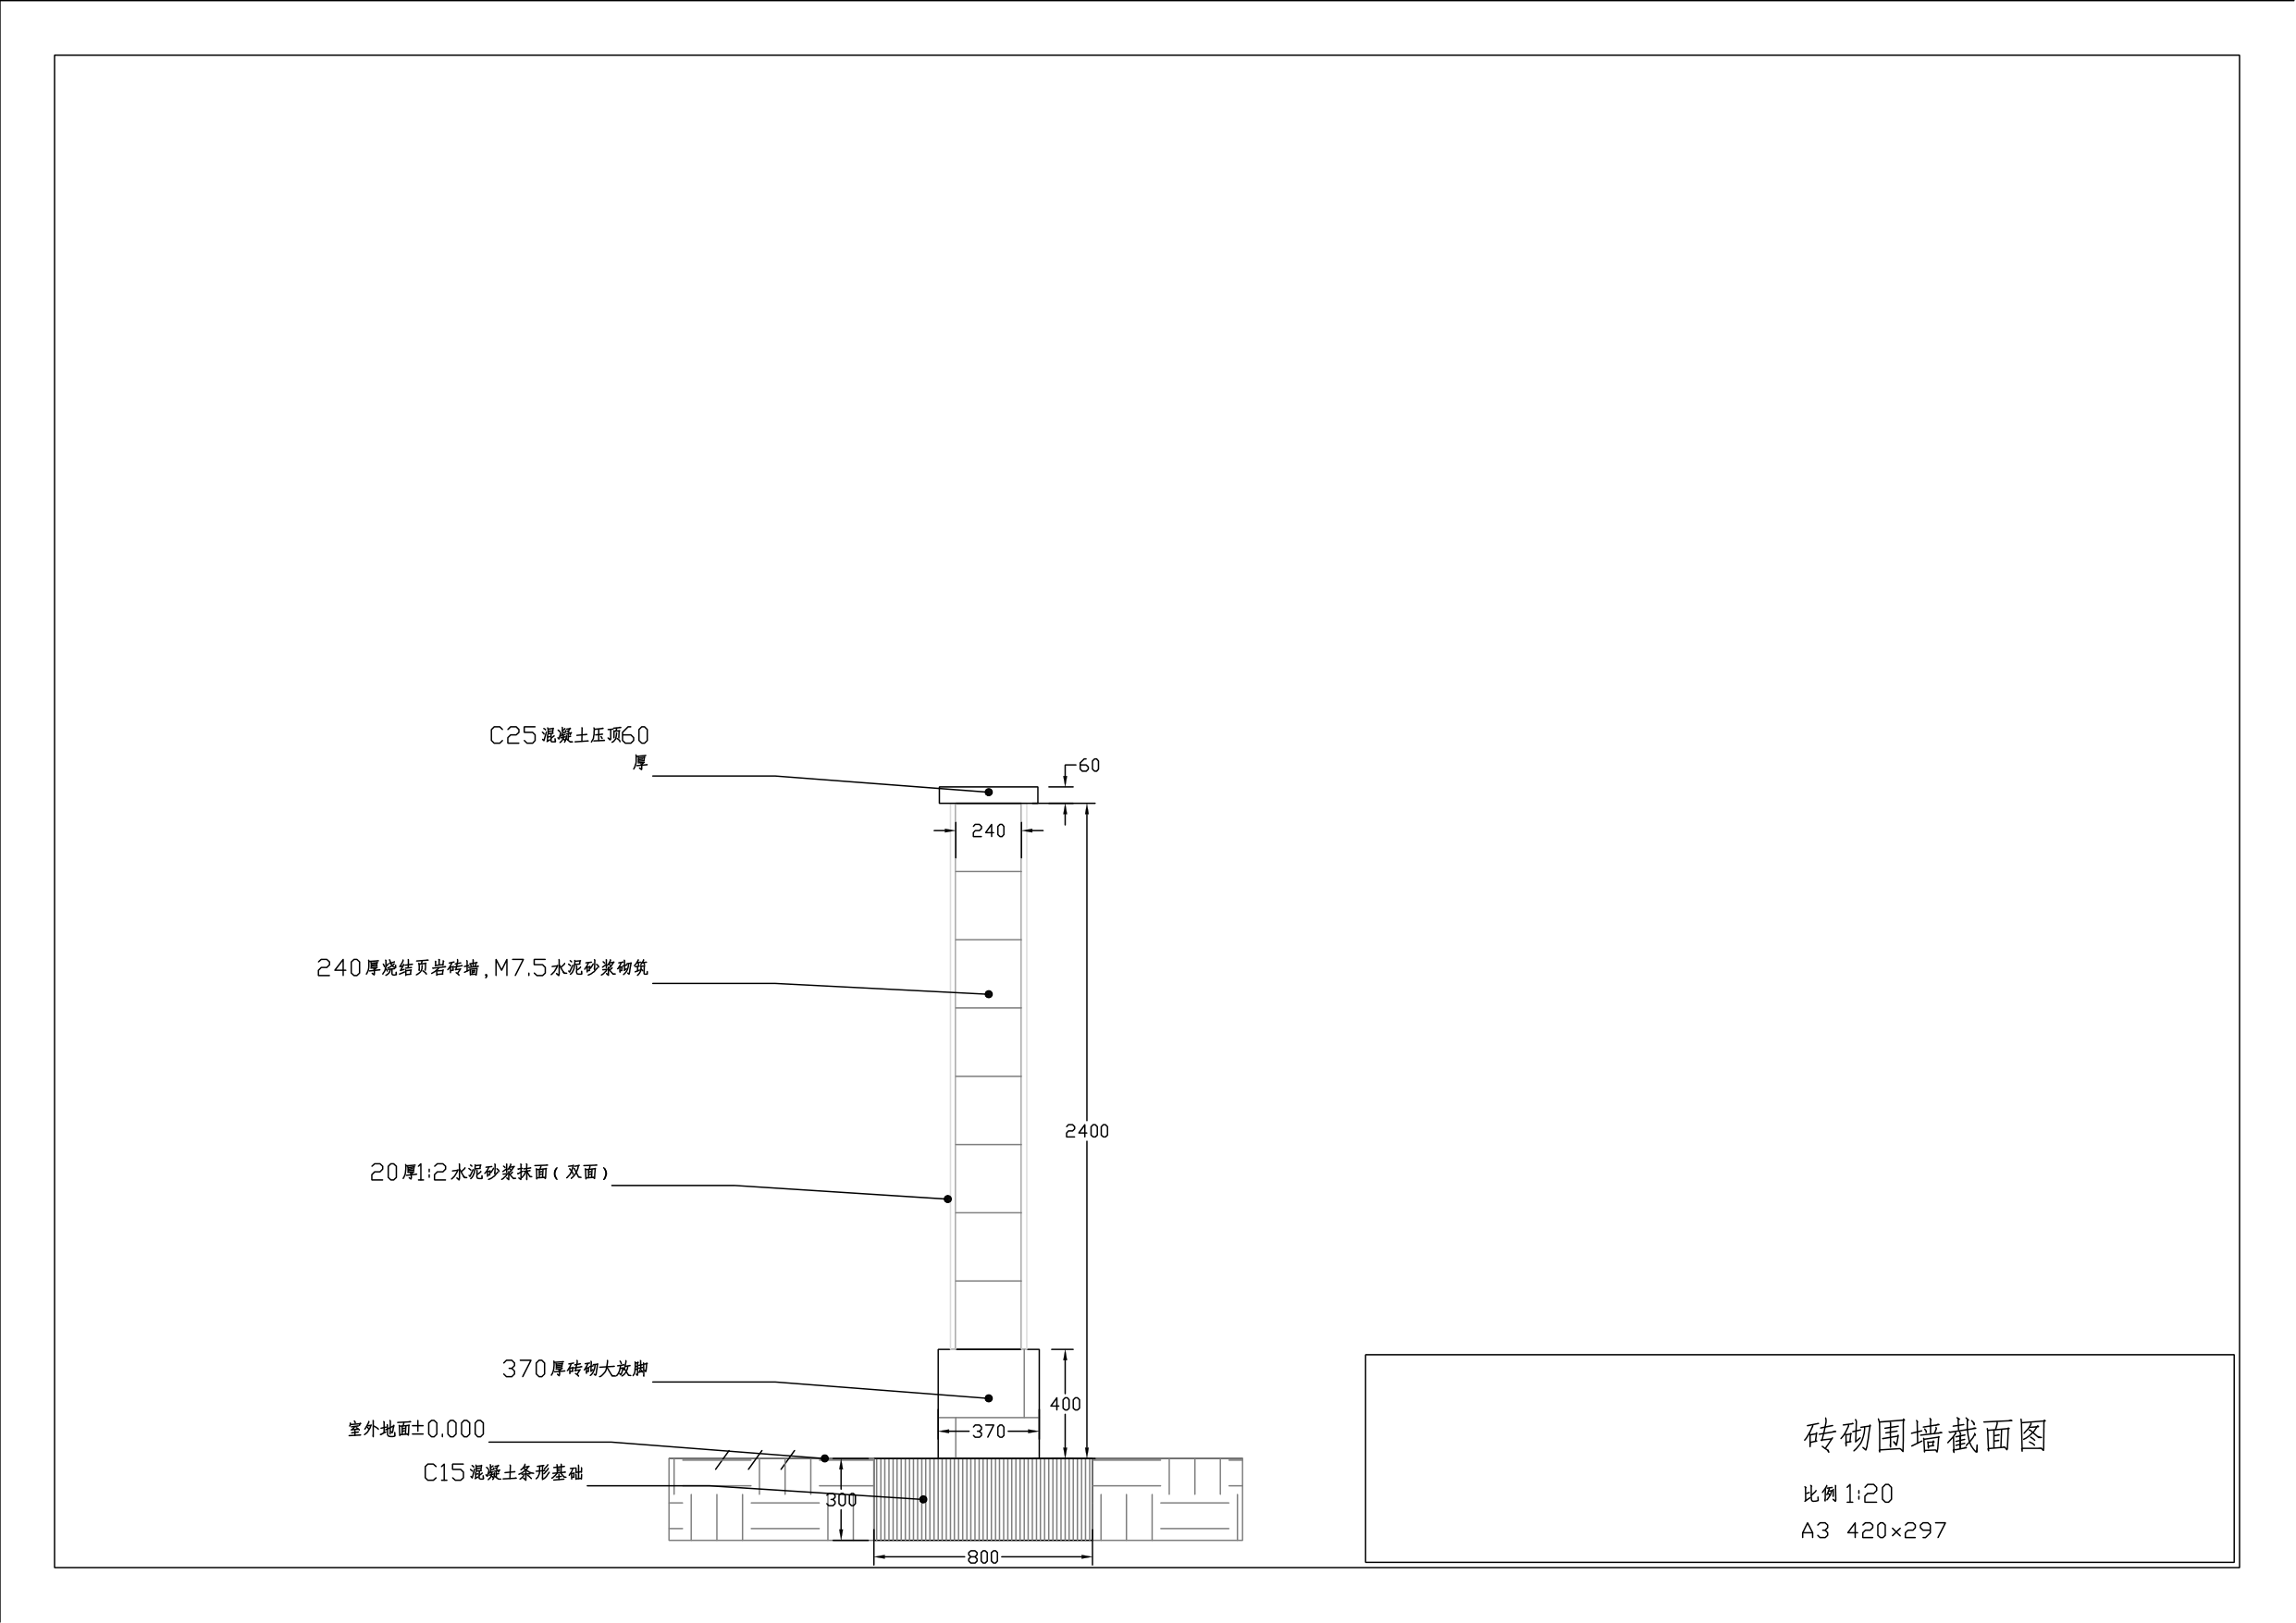 C25混凝土压顶60
厚
60
240
240厚烧结页岩砖墙,M7.5水泥砂浆砌筑
2400
20厚1:2水泥砂浆抹面(双面)
370厚砖砌大放脚
400
室外地面±0.000
370
C15混凝土条形基础
300
800
砖砌围墙截面图
比例 1:20
A3 420×297